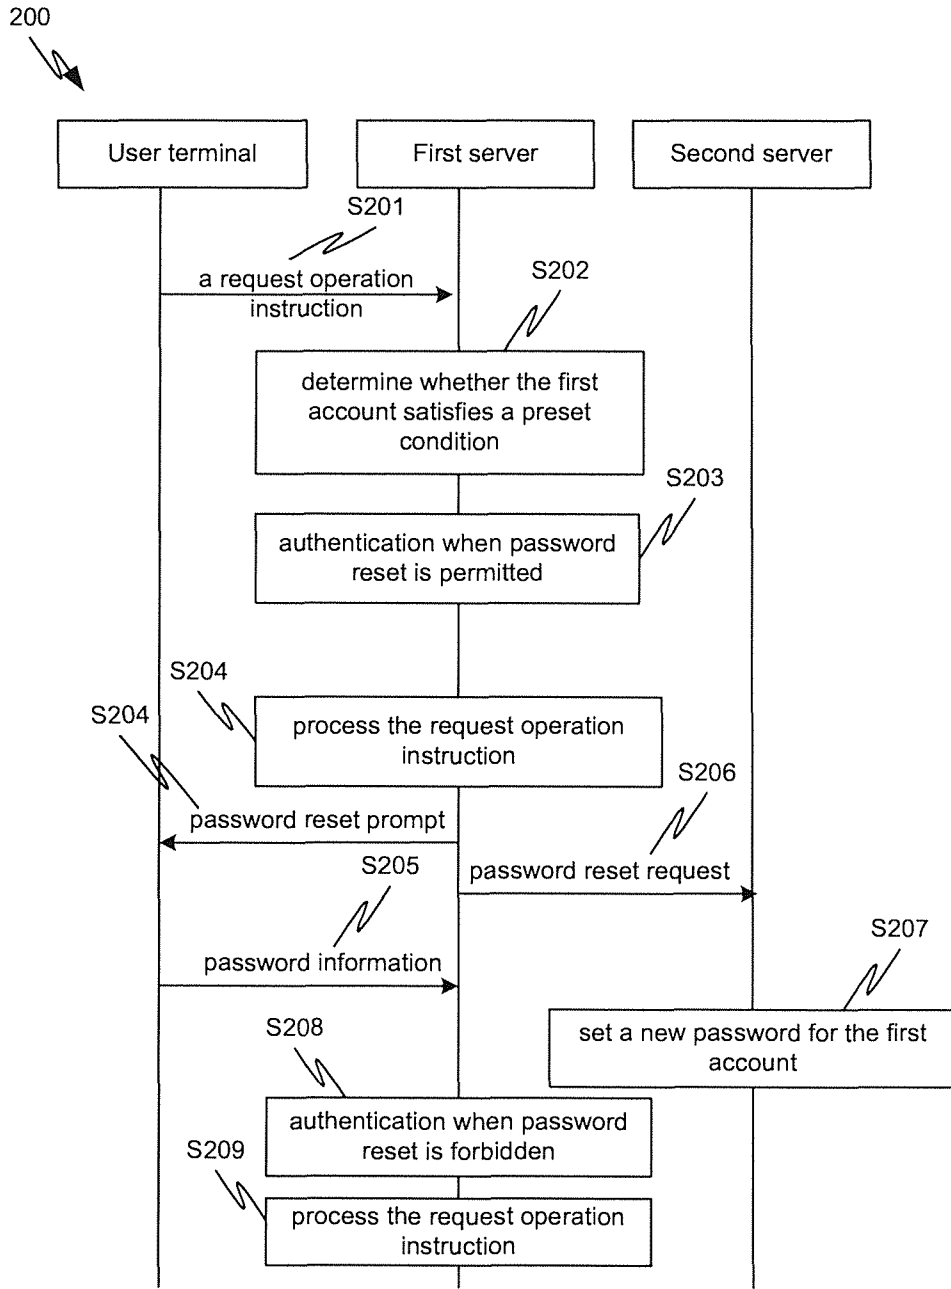 200
User terminal
First server
Second server
S201
a request operation
instruction
S202
determine whether the first
account satisfies a preset
condition
S203
authentication when password
reset is permitted
S204
process the request operation
instruction
S204
password reset prompt
S206
password reset request
S205
password information
S207
set a new password for the first
account
S208
authentication when password
reset is forbidden
S209
process the request operation
instruction